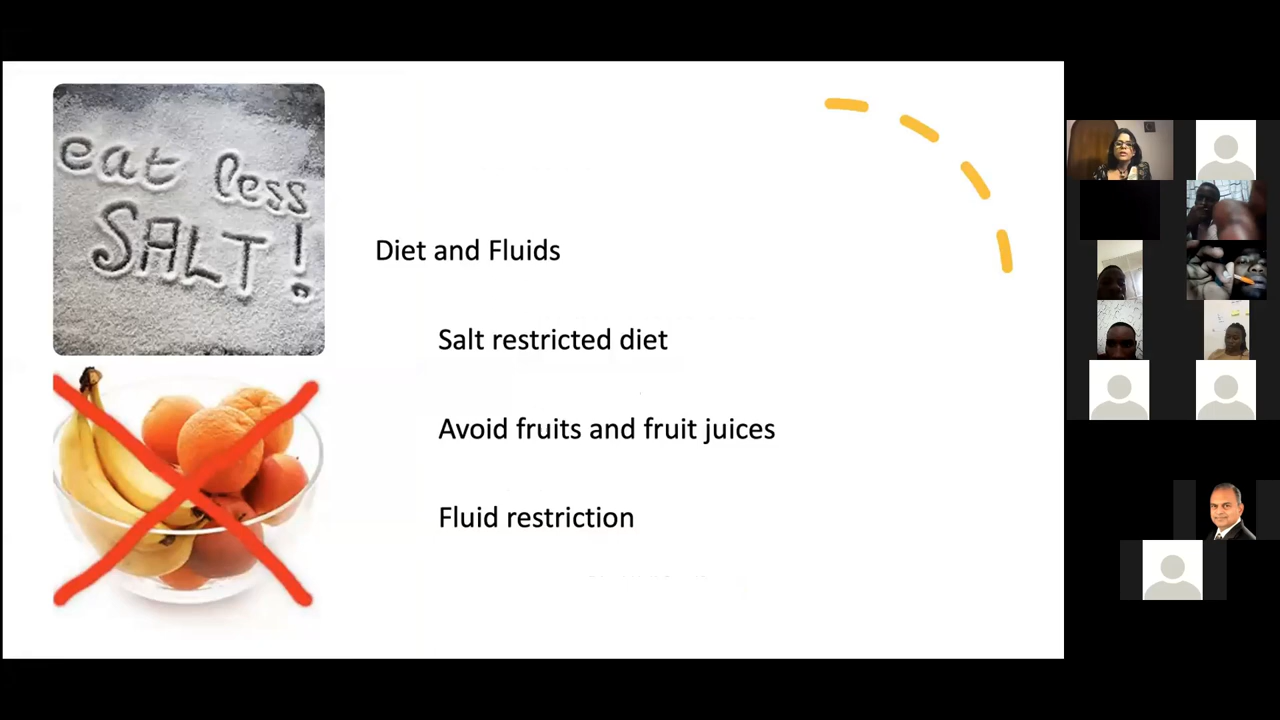 eat less
SALT!
Diet and Fluids
Salt restricted diet
Avoid fruits and fruit juices
Fluid restriction